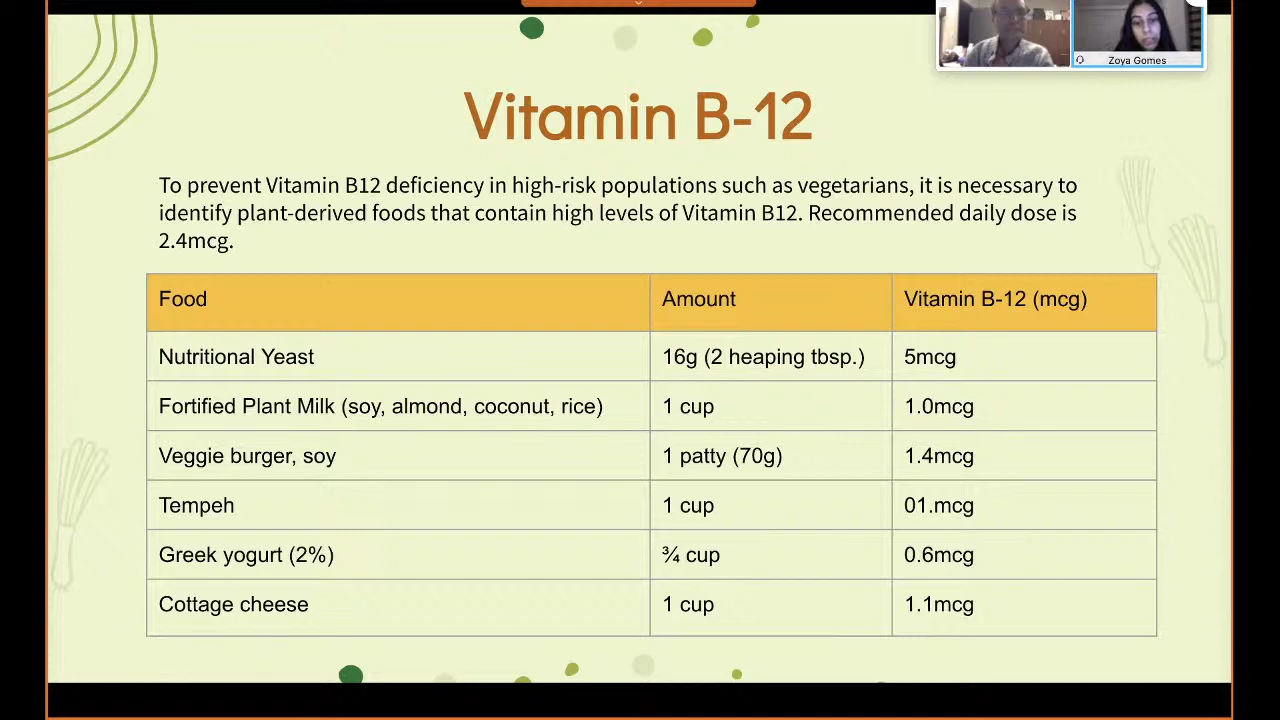 Zoya Gomes
Vitamin B-12
To prevent Vitamin B12 deficiency in high-risk populations such as vegetarians, it is necessary to
identify plant-derived foods that contain high levels of Vitamin B12. Recommended daily dose is
2.4mcg.
Food Amount Vitamin B-12 (mcg)
Nutritional Yeast 16g (2 heaping tbsp.) 5mcg
Fortified Plant Milk (soy, almond, coconut, rice) 1 cup 1.0mcg
Veggie burger, soy 1 patty (70g) 1.4mcg
Tempeh 1 cup 01.mcg
Greek yogurt (2%) ¾ cup 0.6mcg
Cottage cheese 1 cup 1.1mcg